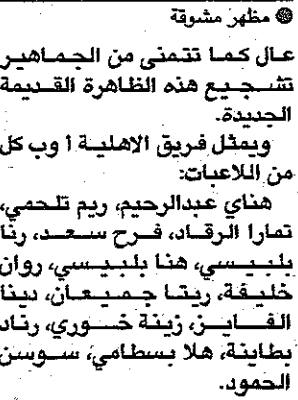 مظهر مشوقة
عال كما تتمنى من الجماهير
تشجيع هذه الظاهرة القديمة
الجديدة.
ويمثل فريق الاهلية أ وب كل
من اللاعبات:
هناي عبدالرحيم، ريم تلحمي،
تمارا الرقاد، فرح سعد، رنا
بلبيسي، هنا بلبيسي، روان
خليفة، ريتا جميعان، دينا
الفايز، زينة خوري، رناد
بطاينة، هلا بسطامي، سوسن
الحمود.